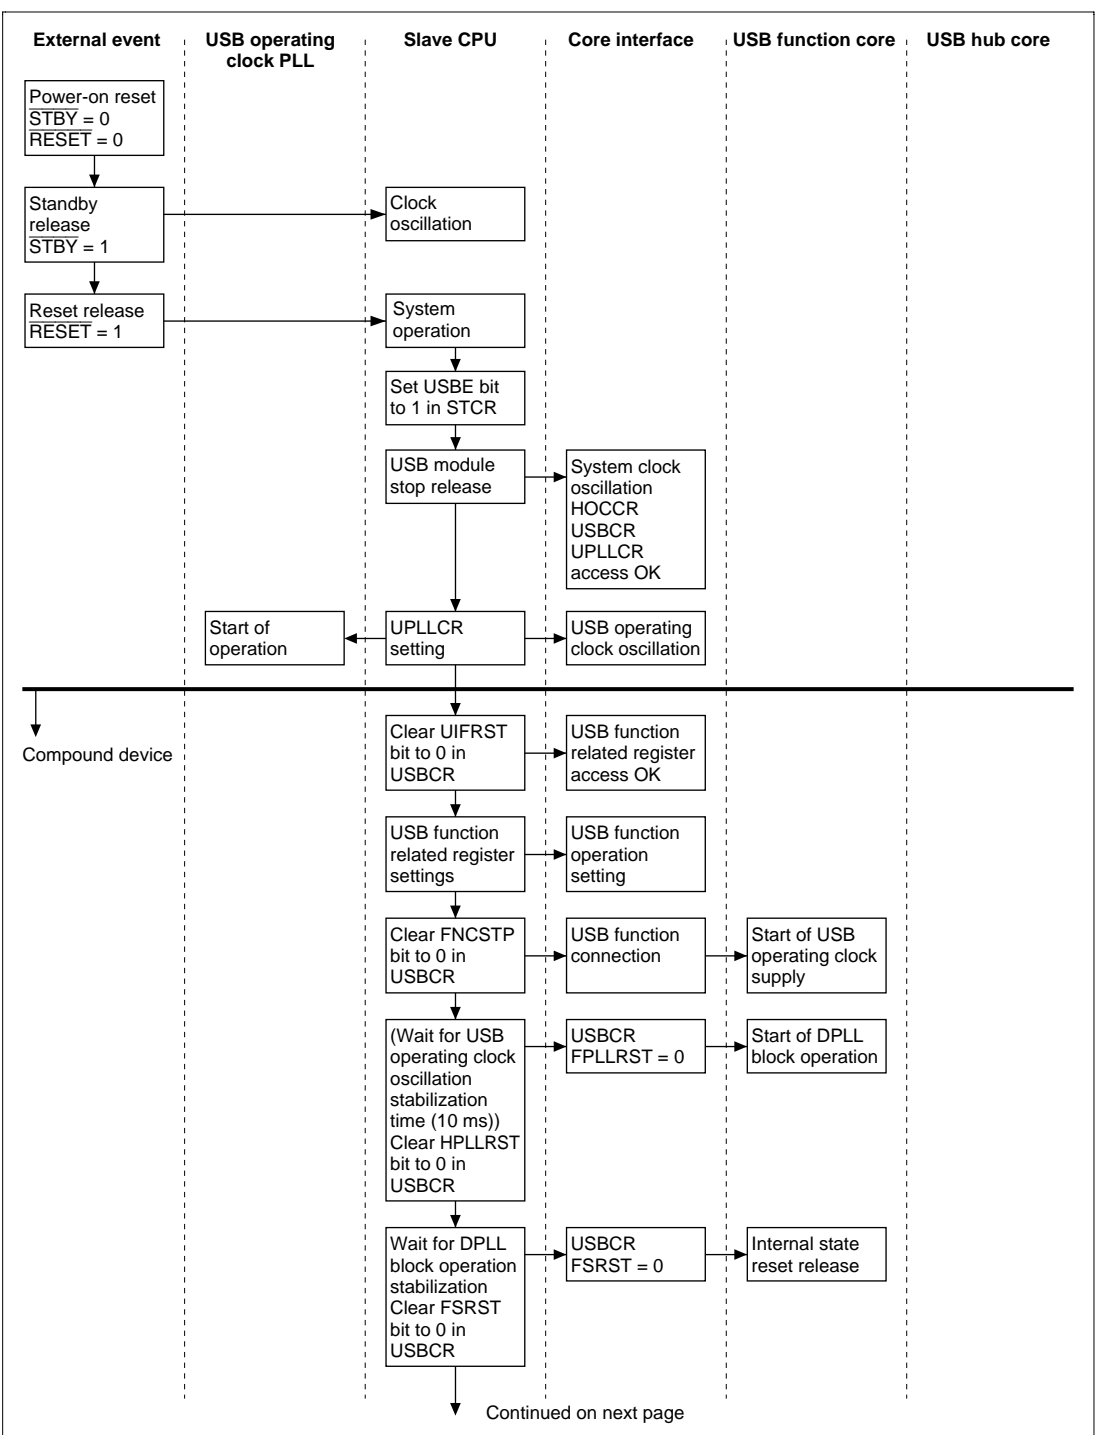 External event
USB operating
clock PLL
Slave CPU
Core interface
USB function core
USB hub core
Power-on reset
S̅T̅B̅Y̅ = 0
R̅E̅S̅E̅T̅ = 0
Standby
release
S̅T̅B̅Y̅ = 1
Clock
oscillation
Reset release
R̅E̅S̅E̅T̅ = 1
System
operation
Set USBE bit
to 1 in STCR
USB module
stop release
System clock
oscillation
HOCCR
USBCR
UPLLCR
access OK
Start of
operation
UPLLCR
setting
USB operating
clock oscillation
Compound device
Clear UIFRST
bit to 0 in
USBCR
USB function
related register
access OK
USB function
related register
settings
USB function
operation
setting
Clear FNCSTP
bit to 0 in
USBCR
USB function
connection
Start of USB
operating clock
supply
(Wait for USB
operating clock
oscillation
stabilization
time (10 ms))
Clear HPLLRST
bit to 0 in
USBCR
USBCR
FPLLRST = 0
Start of DPLL
block operation
Wait for DPLL
block operation
stabilization
Clear FSRST
bit to 0 in
USBCR
USBCR
FSRST = 0
Internal state
reset release
Continued on next page